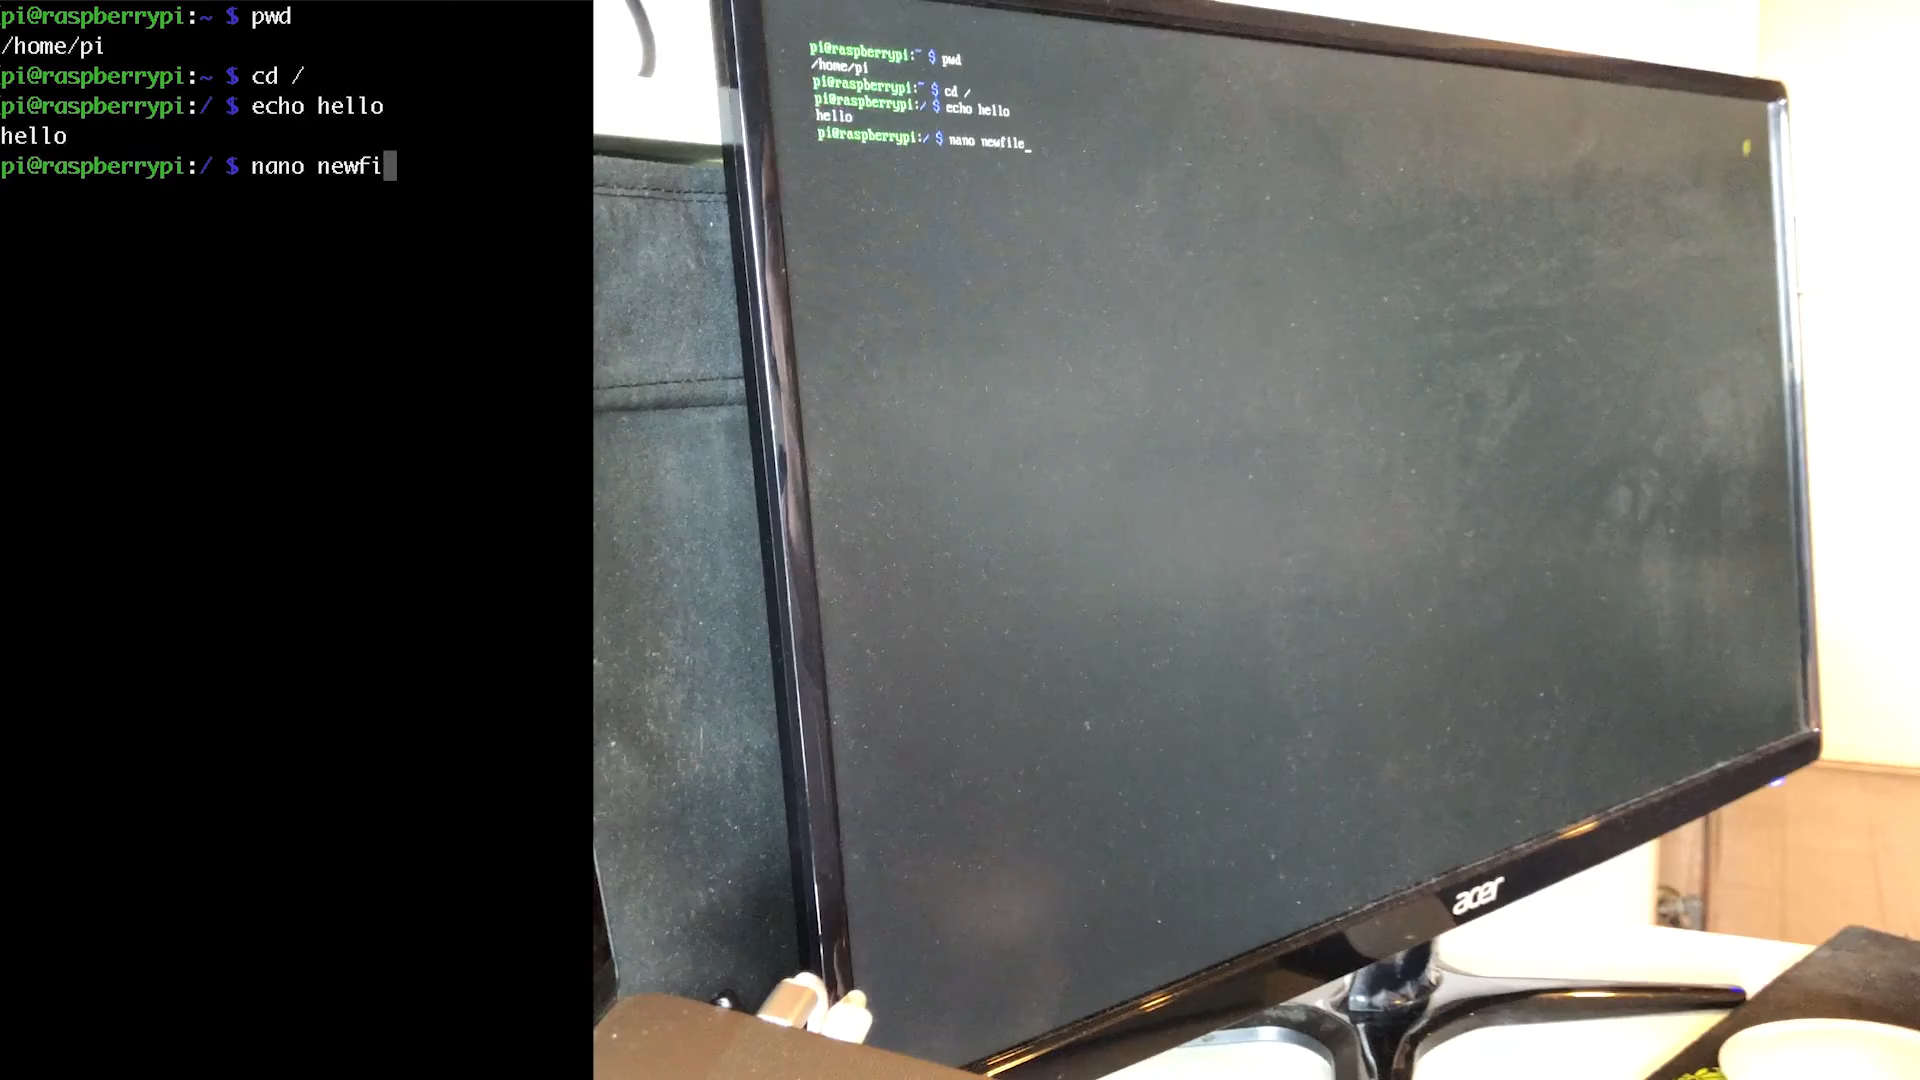 pi@raspberrypi:~ $ pwd
/home/pi
pi@raspberrypi:~ $ cd /
pi@raspberrypi:/ $ echo hello
hello
pi@raspberrypi:/ $ nano newfi
pi@raspberrypi:~ $ pwd
/home/pi
pi@raspberrypi:~ $ cd /
pi@raspberrypi:/ $ echo hello
hello
pi@raspberrypi:/ $ nano newfile_
acer